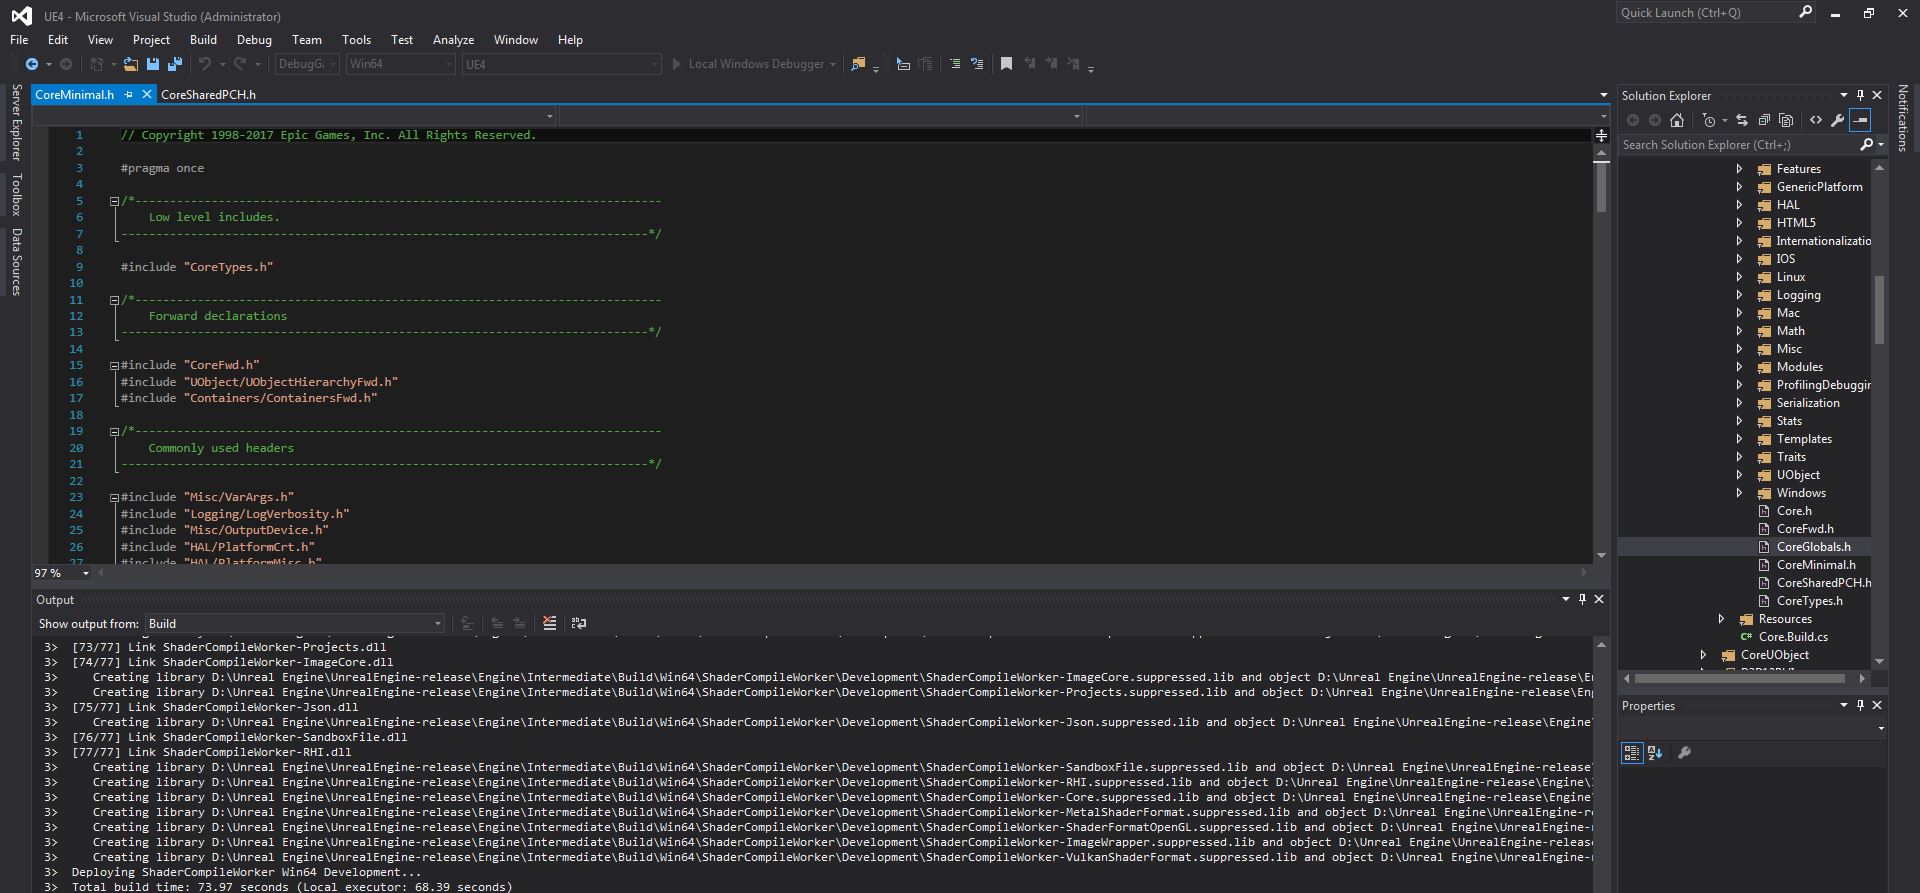 UE4 - Microsoft Visual Studio (Administrator)
Quick Launch (Ctrl+Q)
File Edit View Project Build Debug Team Tools Test Analyze Window Help
DebugG Win64 UE4 Local Windows Debugger
Server Explorer
Toolbox
Data Sources
CoreMinimal.h CoreSharedPCH.h
1 // Copyright 1998-2017 Epic Games, Inc. All Rights Reserved.
2
3 #pragma once
4
5 /*----------------------------------------------------------------------------
6 Low level includes.
7 ----------------------------------------------------------------------------*/
8
9 #include "CoreTypes.h"
10
11 /*----------------------------------------------------------------------------
12 Forward declarations
13 ----------------------------------------------------------------------------*/
14
15 #include "CoreFwd.h"
16 #include "UObject/UObjectHierarchyFwd.h"
17 #include "Containers/ContainersFwd.h"
18
19 /*----------------------------------------------------------------------------
20 Commonly used headers
21 ----------------------------------------------------------------------------*/
22
23 #include "Misc/VarArgs.h"
24 #include "Logging/LogVerbosity.h"
25 #include "Misc/OutputDevice.h"
26 #include "HAL/PlatformCrt.h"
27 #include "HAL/PlatformMisc.h"
97 %
Output
Show output from: Build
3> [73/77] Link ShaderCompileWorker-Projects.dll
3> [74/77] Link ShaderCompileWorker-ImageCore.dll
3> Creating library D:\Unreal Engine\UnrealEngine-release\Engine\Intermediate\Build\Win64\ShaderCompileWorker\Development\ShaderCompileWorker-ImageCore.suppressed.lib and object D:\Unreal Engine\UnrealEngine-release\E
3> Creating library D:\Unreal Engine\UnrealEngine-release\Engine\Intermediate\Build\Win64\ShaderCompileWorker\Development\ShaderCompileWorker-Projects.suppressed.lib and object D:\Unreal Engine\UnrealEngine-release\En
3> [75/77] Link ShaderCompileWorker-Json.dll
3> Creating library D:\Unreal Engine\UnrealEngine-release\Engine\Intermediate\Build\Win64\ShaderCompileWorker\Development\ShaderCompileWorker-Json.suppressed.lib and object D:\Unreal Engine\UnrealEngine-release\Engine
3> [76/77] Link ShaderCompileWorker-SandboxFile.dll
3> [77/77] Link ShaderCompileWorker-RHI.dll
3> Creating library D:\Unreal Engine\UnrealEngine-release\Engine\Intermediate\Build\Win64\ShaderCompileWorker\Development\ShaderCompileWorker-SandboxFile.suppressed.lib and object D:\Unreal Engine\UnrealEngine-release
3> Creating library D:\Unreal Engine\UnrealEngine-release\Engine\Intermediate\Build\Win64\ShaderCompileWorker\Development\ShaderCompileWorker-RHI.suppressed.lib and object D:\Unreal Engine\UnrealEngine-release\Engine\
3> Creating library D:\Unreal Engine\UnrealEngine-release\Engine\Intermediate\Build\Win64\ShaderCompileWorker\Development\ShaderCompileWorker-Core.suppressed.lib and object D:\Unreal Engine\UnrealEngine-release\Engine
3> Creating library D:\Unreal Engine\UnrealEngine-release\Engine\Intermediate\Build\Win64\ShaderCompileWorker\Development\ShaderCompileWorker-MetalShaderFormat.suppressed.lib and object D:\Unreal Engine\UnrealEngine-r
3> Creating library D:\Unreal Engine\UnrealEngine-release\Engine\Intermediate\Build\Win64\ShaderCompileWorker\Development\ShaderCompileWorker-ShaderFormatOpenGL.suppressed.lib and object D:\Unreal Engine\UnrealEngine-
3> Creating library D:\Unreal Engine\UnrealEngine-release\Engine\Intermediate\Build\Win64\ShaderCompileWorker\Development\ShaderCompileWorker-ImageWrapper.suppressed.lib and object D:\Unreal Engine\UnrealEngine-releas
3> Creating library D:\Unreal Engine\UnrealEngine-release\Engine\Intermediate\Build\Win64\ShaderCompileWorker\Development\ShaderCompileWorker-VulkanShaderFormat.suppressed.lib and object D:\Unreal Engine\UnrealEngine-
3> Deploying ShaderCompileWorker Win64 Development...
3> Total build time: 73.97 seconds (Local executor: 68.39 seconds)
Solution Explorer
Search Solution Explorer (Ctrl+;)
Features
GenericPlatform
HAL
HTML5
Internationalizatio
IOS
Linux
Logging
Mac
Math
Misc
Modules
ProfilingDebuggin
Serialization
Stats
Templates
Traits
UObject
Windows
Core.h
CoreFwd.h
CoreGlobals.h
CoreMinimal.h
CoreSharedPCH.h
CoreTypes.h
Resources
C# Core.Build.cs
CoreUObject
Properties
Notifications